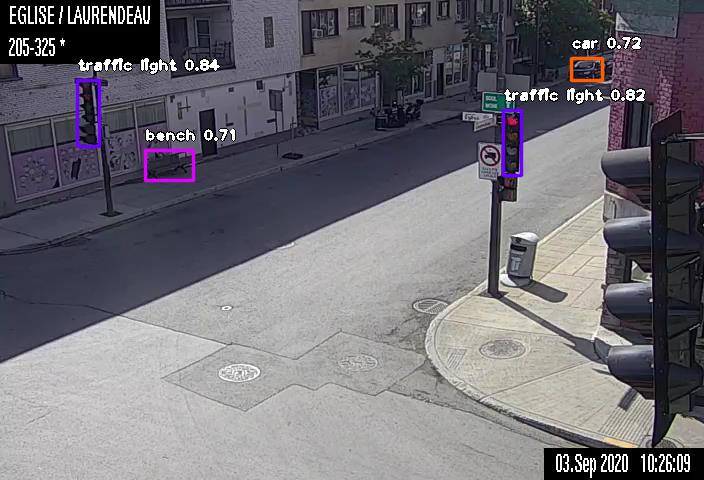 EGLISE / LAURENDEAU
205-325 *
traffic light 0.84
bench 0.71
car 0.72
traffic light 0.82
03.Sep 2020 10:26:09